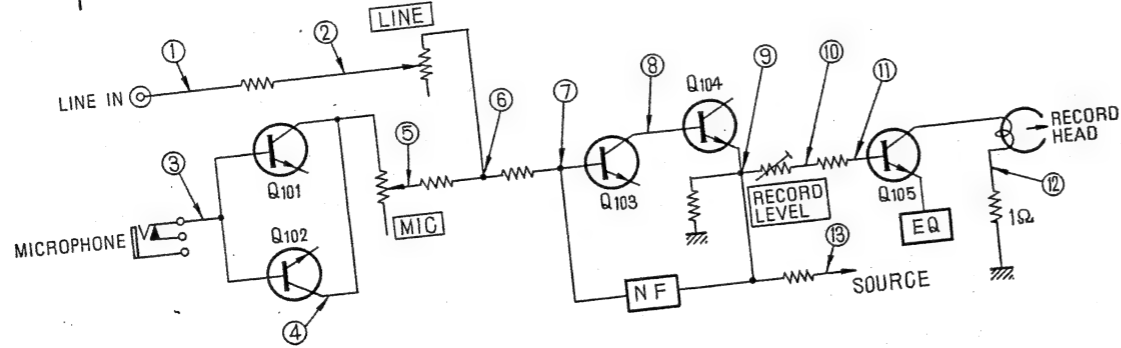 LINE
①
②
LINE IN
③
Q101
⑤
MIC
⑥
⑦
⑧
Q104
⑨
⑩
⑪
RECORD
HEAD
Q103
RECORD
LEVEL
Q105
⑫
1Ω
EQ
MICROPHONE
Q102
④
NF
⑬
SOURCE